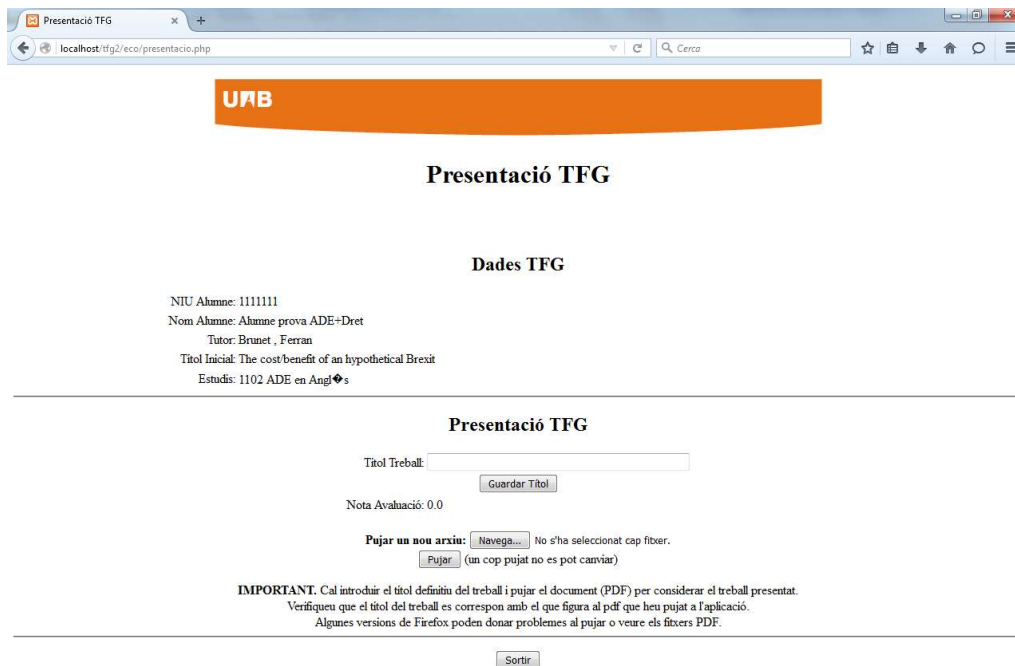 Presentació TFG
localhost/tfg2/eco/presentacio.php
Cerca
UAB
Presentació TFG
Dades TFG
NIU Alumne: 1111111
Nom Alumne: Alumne prova ADE+Dret
Tutor: Brunet , Ferran
Titol Inicial: The cost/benefit of an hypothetical Brexit
Estudis: 1102 ADE en Angl�s
Presentació TFG
Titol Treball:
Guardar Títol
Nota Avaluació: 0.0
Pujar un nou arxiu: Navega... No s'ha seleccionat cap fitxer.
Pujar (un cop pujat no es pot canviar)
IMPORTANT. Cal introduir el titol definitiu del treball i pujar el document (PDF) per considerar el treball presentat.
Verifiqueu que el titol del treball es correspon amb el que figura al pdf que heu pujat a l'aplicació.
Algunes versions de Firefox poden donar problemes al pujar o veure els fitxers PDF.
Sortir